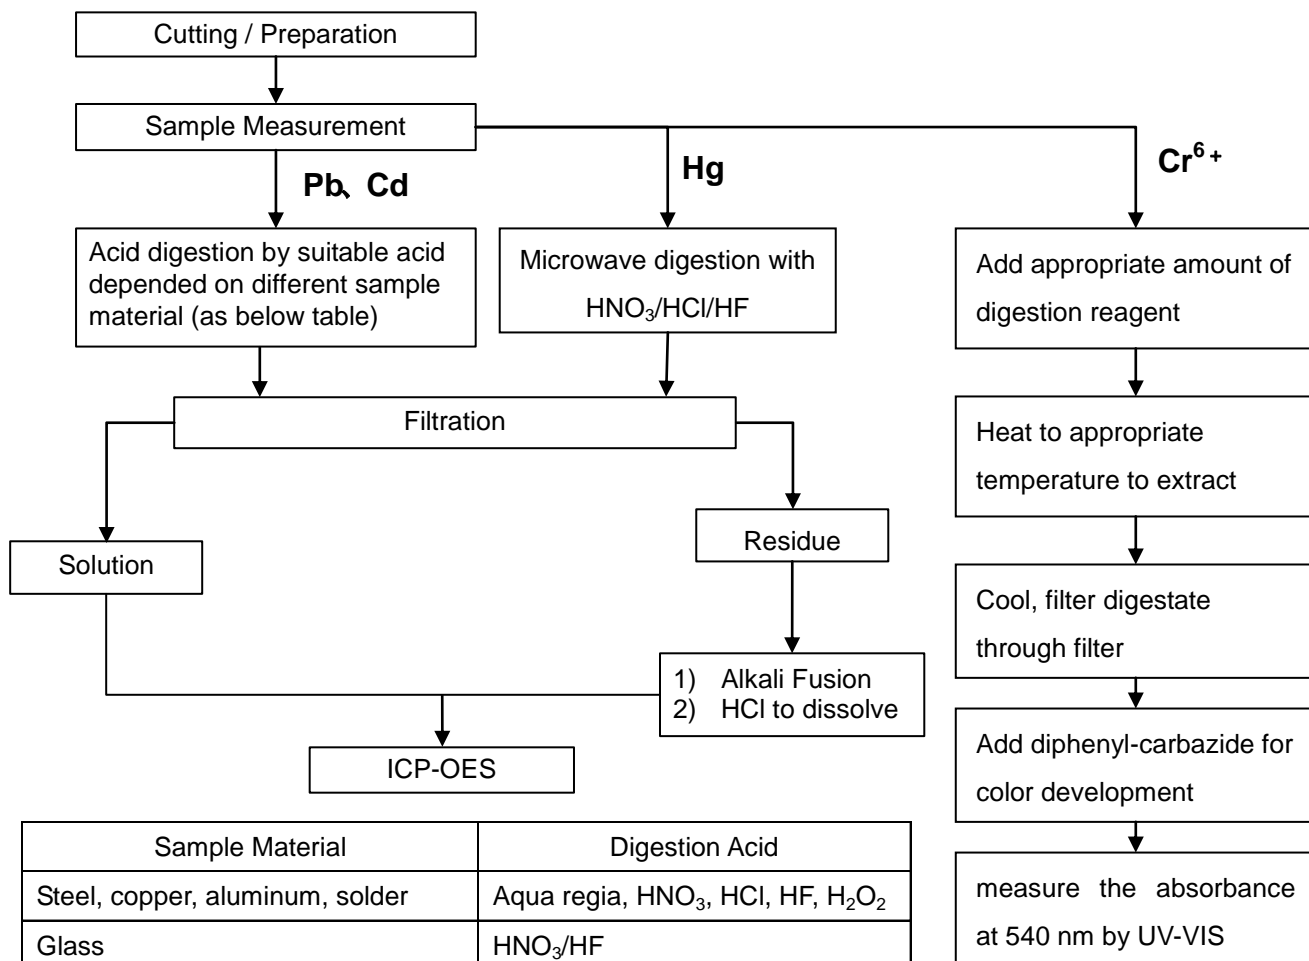 Cutting / Preparation
Sample Measurement
Pb、Cd
Hg
Cr⁶⁺
Acid digestion by suitable acid
depended on different sample
material (as below table)
Microwave digestion with
HNO₃/HCl/HF
Add appropriate amount of
digestion reagent
Filtration
Heat to appropriate
temperature to extract
Solution
Residue
Cool, filter digestate
through filter
1) Alkali Fusion
2) HCl to dissolve
ICP-OES
Add diphenyl-carbazide for
color development
measure the absorbance
at 540 nm by UV-VIS
Sample Material Digestion Acid
Steel, copper, aluminum, solder Aqua regia, HNO₃, HCl, HF, H₂O₂
Glass HNO₃/HF